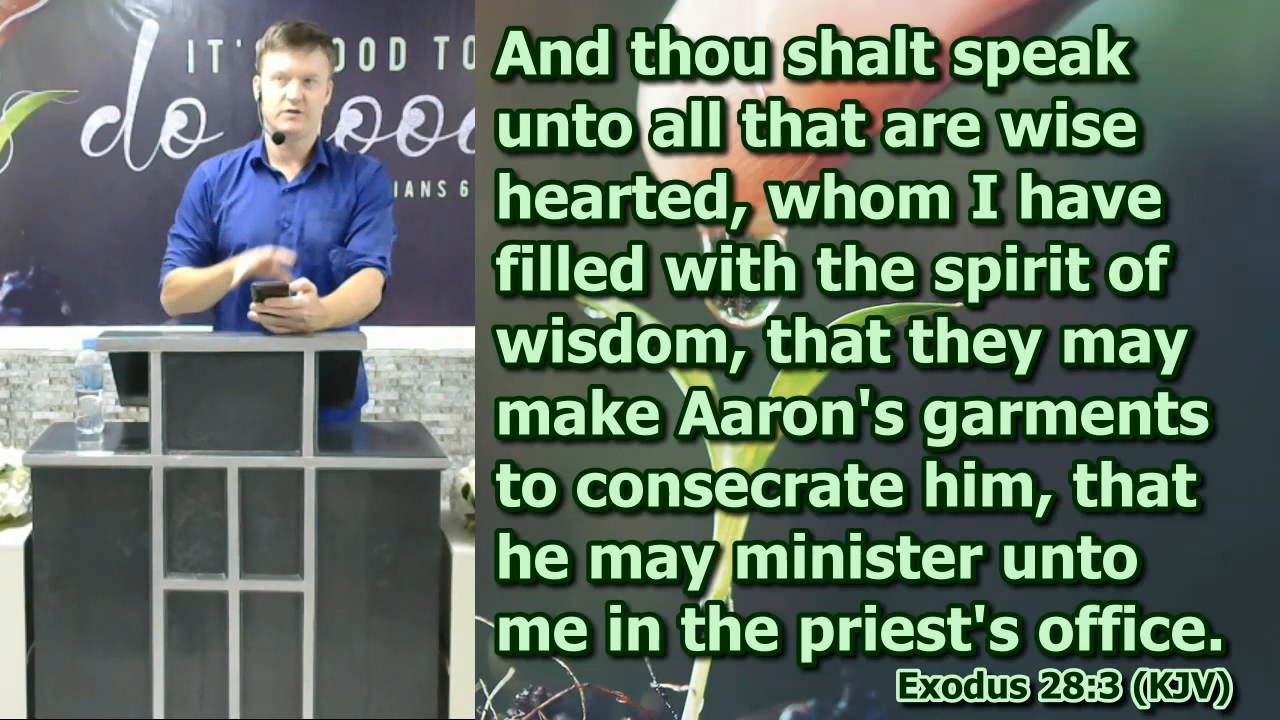 IT'S GOOD TO
do good
IANS 6
And thou shalt speak
unto all that are wise
hearted, whom I have
filled with the spirit of
wisdom, that they may
make Aaron's garments
to consecrate him, that
he may minister unto
me in the priest's office.
Exodus 28:3 (KJV)